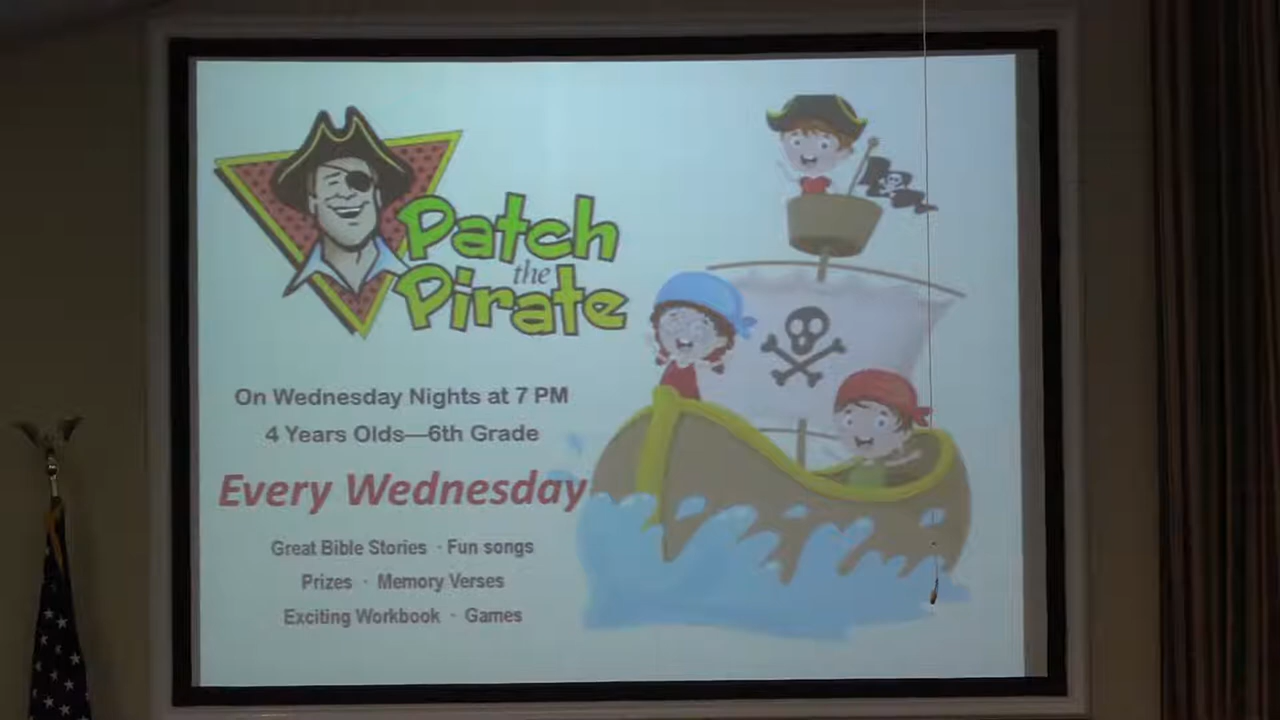 Patch
the
Pirate
On Wednesday Nights at 7 PM
4 Years Olds—6th Grade
Every Wednesday
Great Bible Stories · Fun songs
Prizes · Memory Verses
Exciting Workbook · Games